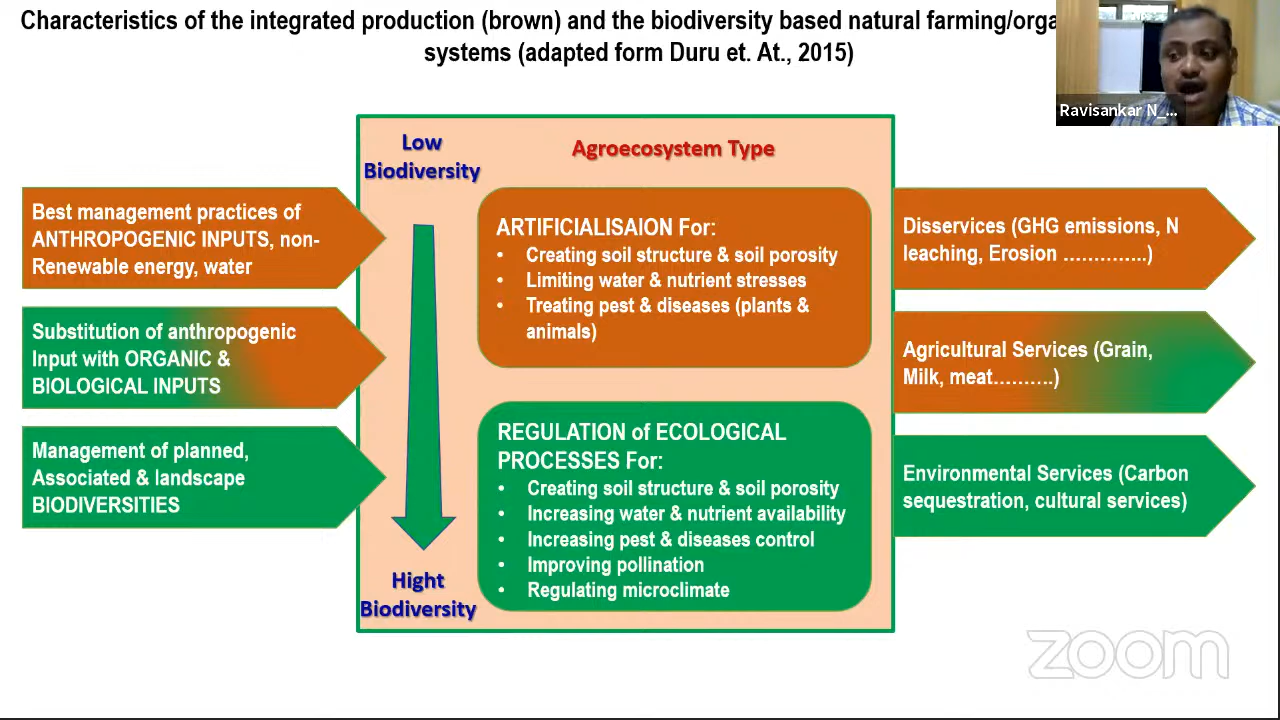 Characteristics of the integrated production (brown) and the biodiversity based natural farming/orga
systems (adapted form Duru et. At., 2015)
Ravisankar N_...
Low
Biodiversity
Agroecosystem Type
Best management practices of
ANTHROPOGENIC INPUTS, non-
Renewable energy, water
Substitution of anthropogenic
Input with ORGANIC &
BIOLOGICAL INPUTS
Management of planned,
Associated & landscape
BIODIVERSITIES
ARTIFICIALISAION For:
• Creating soil structure & soil porosity
• Limiting water & nutrient stresses
• Treating pest & diseases (plants &
animals)
REGULATION of ECOLOGICAL
PROCESSES For:
• Creating soil structure & soil porosity
• Increasing water & nutrient availability
• Increasing pest & diseases control
• Improving pollination
• Regulating microclimate
Hight
Biodiversity
Disservices (GHG emissions, N
leaching, Erosion …………..)
Agricultural Services (Grain,
Milk, meat……….)
Environmental Services (Carbon
sequestration, cultural services)
zoom